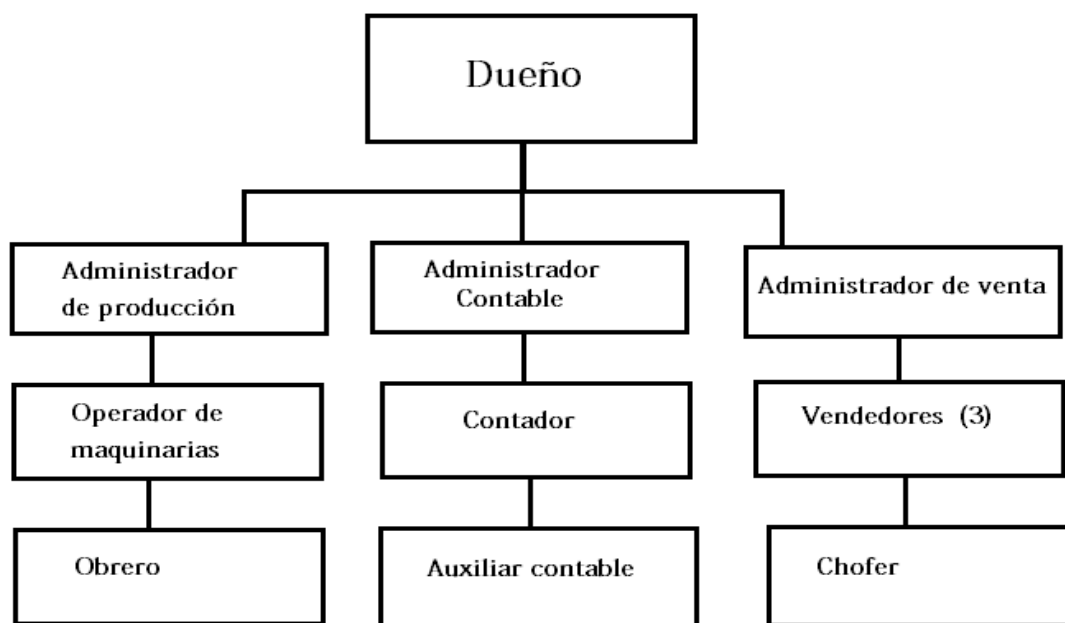 Dueño
Administrador
de producción
Administrador
Contable
Administrador de venta
Operador de
maquinarias
Contador
Vendedores (3)
Obrero
Auxiliar contable
Chofer